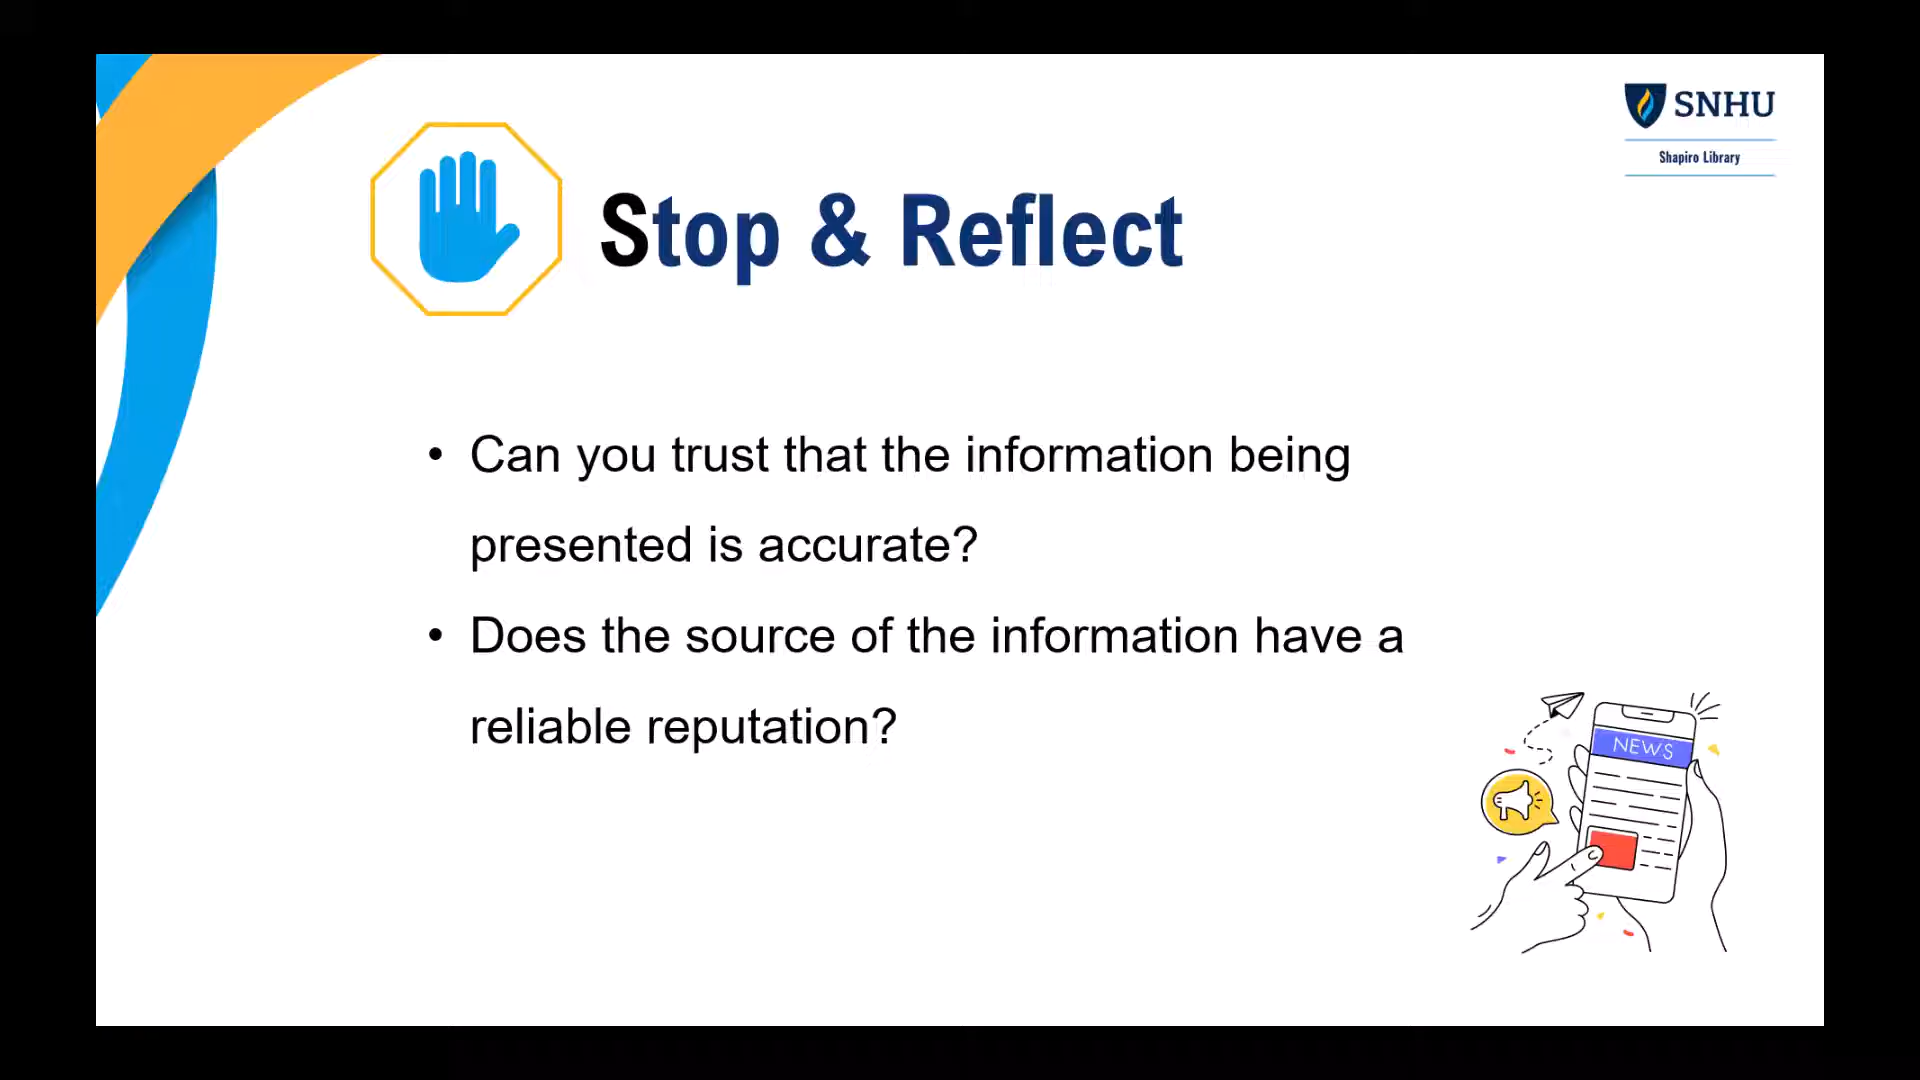 SNHU
Shapiro Library
Stop & Reflect
• Can you trust that the information being
presented is accurate?
• Does the source of the information have a
reliable reputation?
NEWS